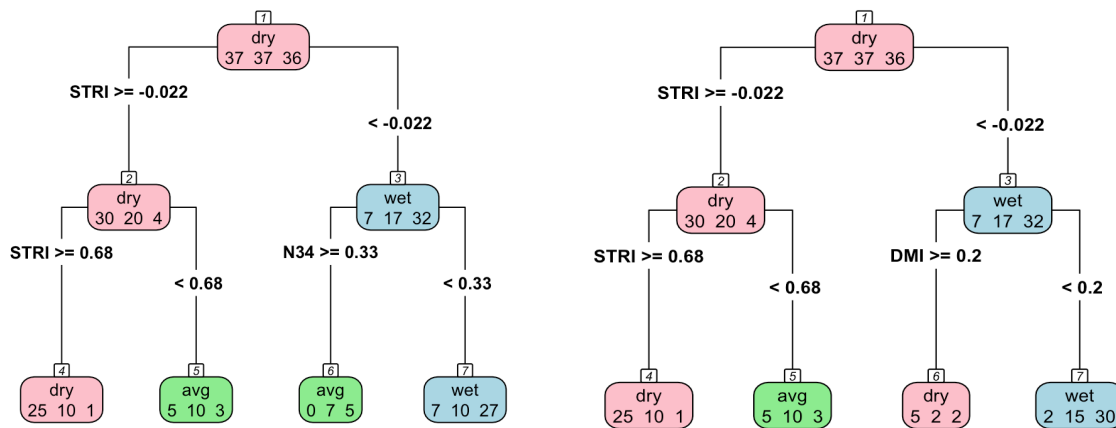 1
dry
37 37 36
STRI >= -0.022
< -0.022
2
dry
30 20 4
3
wet
7 17 32
STRI >= 0.68
< 0.68
N34 >= 0.33
< 0.33
4
dry
25 10 1
5
avg
5 10 3
6
avg
0 7 5
7
wet
7 10 27
1
dry
37 37 36
STRI >= -0.022
< -0.022
2
dry
30 20 4
3
wet
7 17 32
STRI >= 0.68
< 0.68
DMI >= 0.2
< 0.2
4
dry
25 10 1
5
avg
5 10 3
6
dry
5 2 2
7
wet
2 15 30